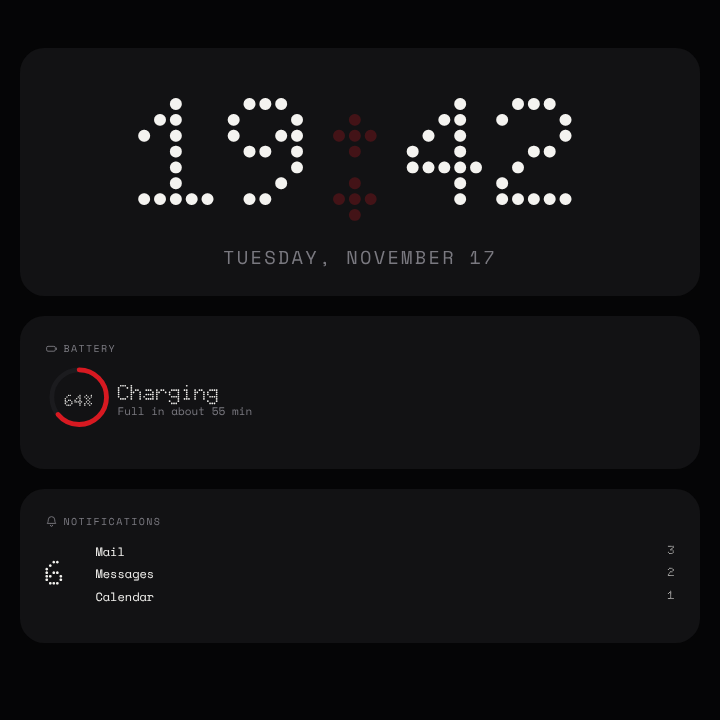 19:42
TUESDAY, NOVEMBER 17
BATTERY
64%
Charging
Full in about 55 min
NOTIFICATIONS
6
Mail 3
Messages 2
Calendar 1